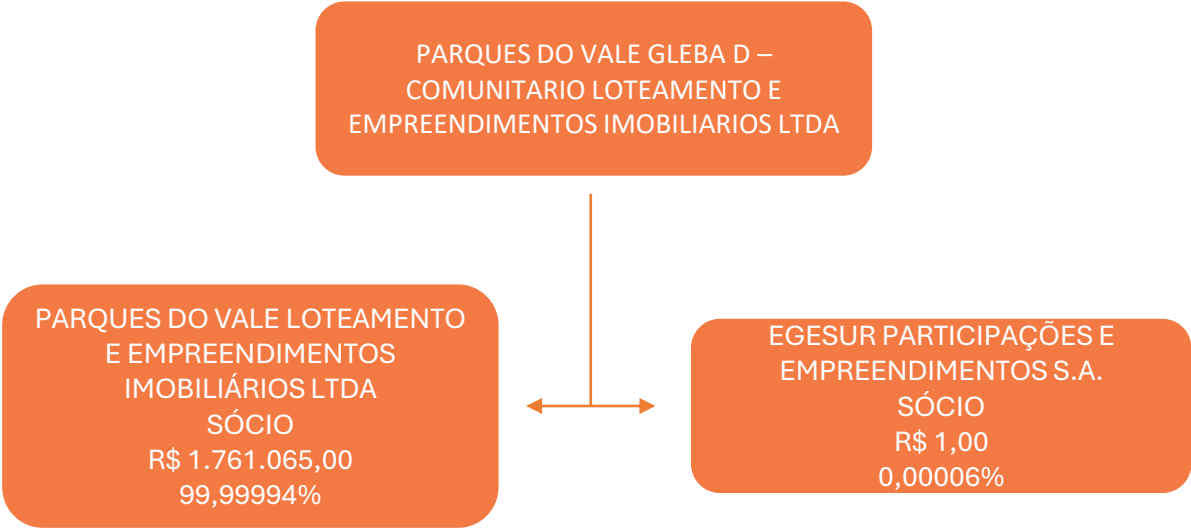 PARQUES DO VALE GLEBA D –
COMUNITARIO LOTEAMENTO E
EMPREENDIMENTOS IMOBILIARIOS LTDA
PARQUES DO VALE LOTEAMENTO
E EMPREENDIMENTOS
IMOBILIÁRIOS LTDA
SÓCIO
R$ 1.761.065,00
99,99994%
EGESUR PARTICIPAÇÕES E
EMPREENDIMENTOS S.A.
SÓCIO
R$ 1,00
0,00006%